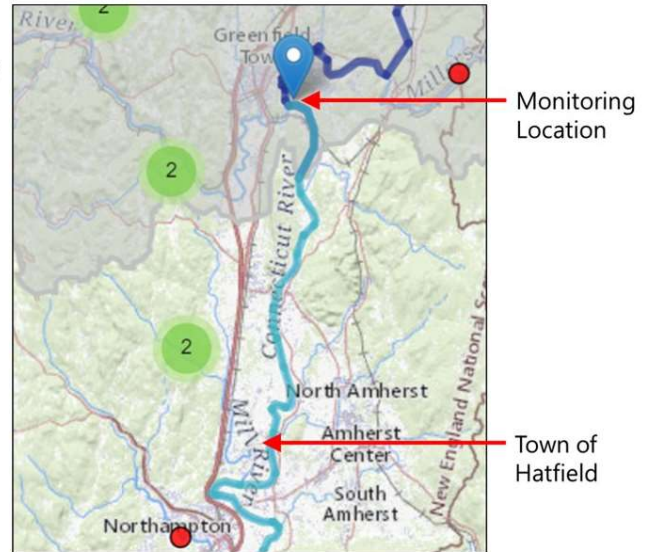 2
River
Greenfield
Town
Millers
Monitoring
Location
2
Connecticut River
2
North Amherst
Mill River
Amherst
Center
Town of
Hatfield
South
Amherst
New England National
Northampton